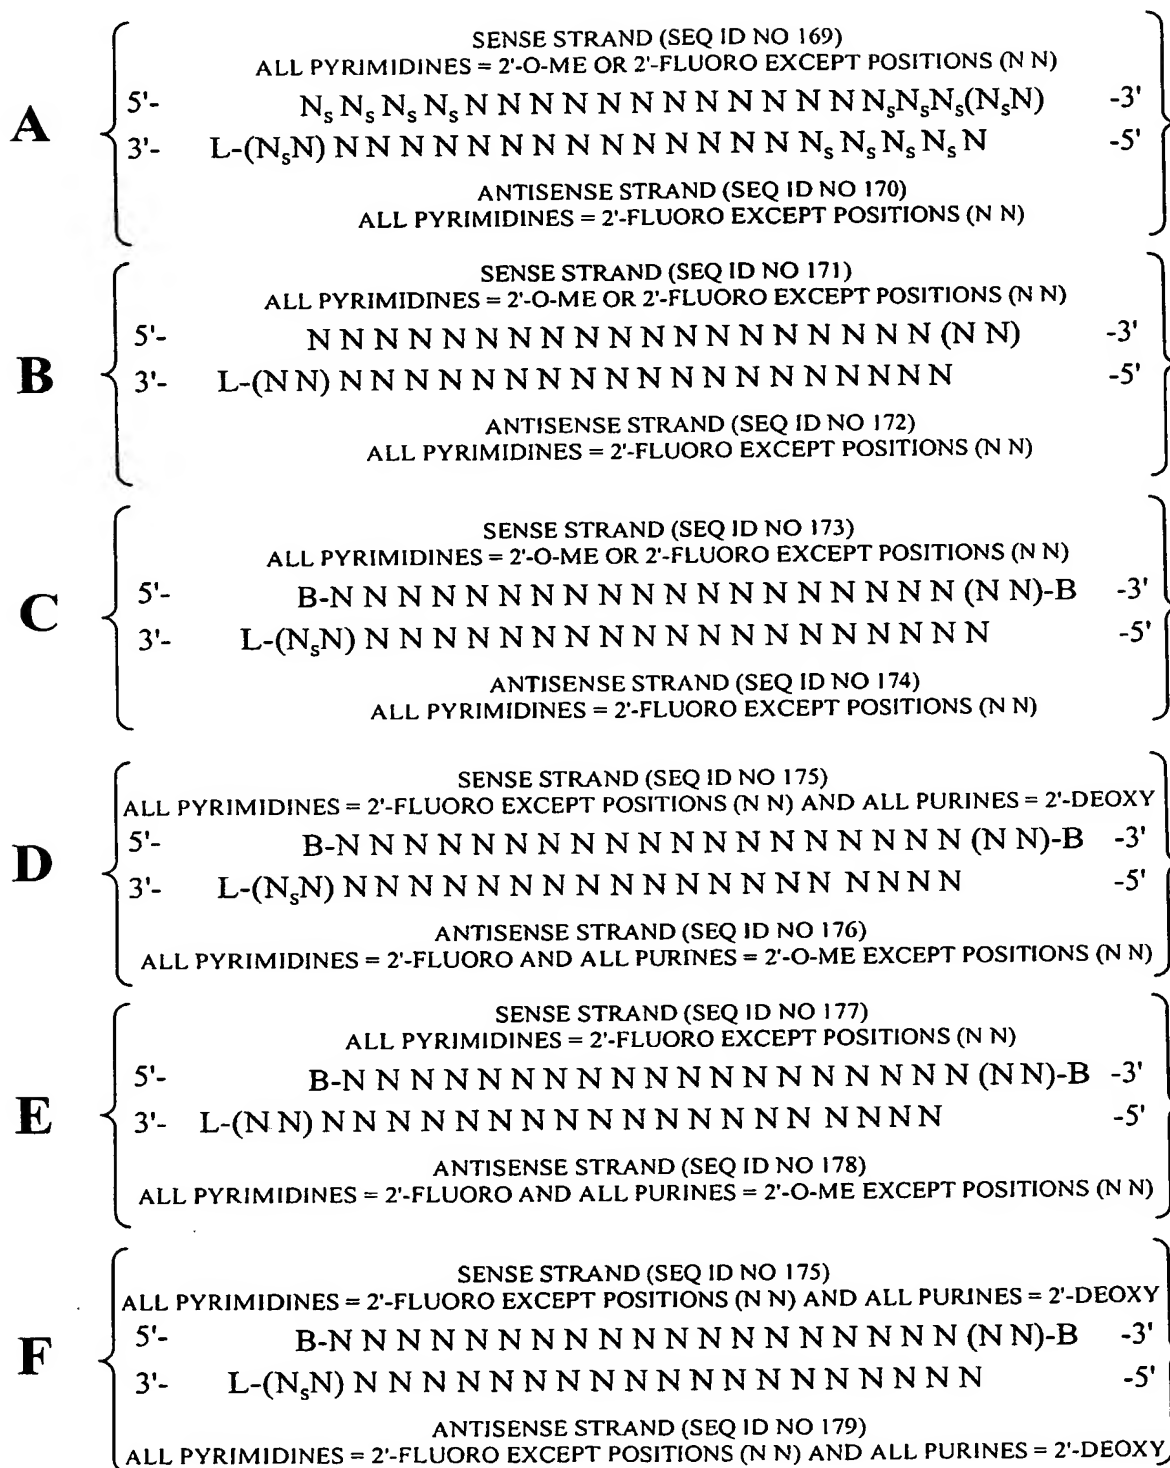 SENSE STRAND (SEQ ID NO 169)
ALL PYRIMIDINES = 2'-O-ME OR 2'-FLUORO EXCEPT POSITIONS (N N)
A
5'- NₛNₛNₛNₛN N N N N N N N N N N N NₛNₛNₛ(NₛN) -3'
3'- L-(NₛN) N N N N N N N N N N N N N N NₛNₛNₛNₛN -5'
ANTISENSE STRAND (SEQ ID NO 170)
ALL PYRIMIDINES = 2'-FLUORO EXCEPT POSITIONS (N N)
SENSE STRAND (SEQ ID NO 171)
ALL PYRIMIDINES = 2'-O-ME OR 2'-FLUORO EXCEPT POSITIONS (N N)
B
5'- N N N N N N N N N N N N N N N N N N N (N N) -3'
3'- L-(N N) N N N N N N N N N N N N N N N N N N N -5'
ANTISENSE STRAND (SEQ ID NO 172)
ALL PYRIMIDINES = 2'-FLUORO EXCEPT POSITIONS (N N)
SENSE STRAND (SEQ ID NO 173)
ALL PYRIMIDINES = 2'-O-ME OR 2'-FLUORO EXCEPT POSITIONS (N N)
C
5'- B-N N N N N N N N N N N N N N N N N N N (N N)-B -3'
3'- L-(NₛN) N N N N N N N N N N N N N N N N N N N -5'
ANTISENSE STRAND (SEQ ID NO 174)
ALL PYRIMIDINES = 2'-FLUORO EXCEPT POSITIONS (N N)
SENSE STRAND (SEQ ID NO 175)
ALL PYRIMIDINES = 2'-FLUORO EXCEPT POSITIONS (N N) AND ALL PURINES = 2'-DEOXY
D
5'- B-N N N N N N N N N N N N N N N N N N N (N N)-B -3'
3'- L-(NₛN) N N N N N N N N N N N N N N N N N N N -5'
ANTISENSE STRAND (SEQ ID NO 176)
ALL PYRIMIDINES = 2'-FLUORO AND ALL PURINES = 2'-O-ME EXCEPT POSITIONS (N N)
SENSE STRAND (SEQ ID NO 177)
ALL PYRIMIDINES = 2'-FLUORO EXCEPT POSITIONS (N N)
E
5'- B-N N N N N N N N N N N N N N N N N N N (N N)-B -3'
3'- L-(N N) N N N N N N N N N N N N N N N N N N N -5'
ANTISENSE STRAND (SEQ ID NO 178)
ALL PYRIMIDINES = 2'-FLUORO AND ALL PURINES = 2'-O-ME EXCEPT POSITIONS (N N)
SENSE STRAND (SEQ ID NO 175)
ALL PYRIMIDINES = 2'-FLUORO EXCEPT POSITIONS (N N) AND ALL PURINES = 2'-DEOXY
F
5'- B-N N N N N N N N N N N N N N N N N N N (N N)-B -3'
3'- L-(NₛN) N N N N N N N N N N N N N N N N N N N -5'
ANTISENSE STRAND (SEQ ID NO 179)
ALL PYRIMIDINES = 2'-FLUORO EXCEPT POSITIONS (N N) AND ALL PURINES = 2'-DEOXY